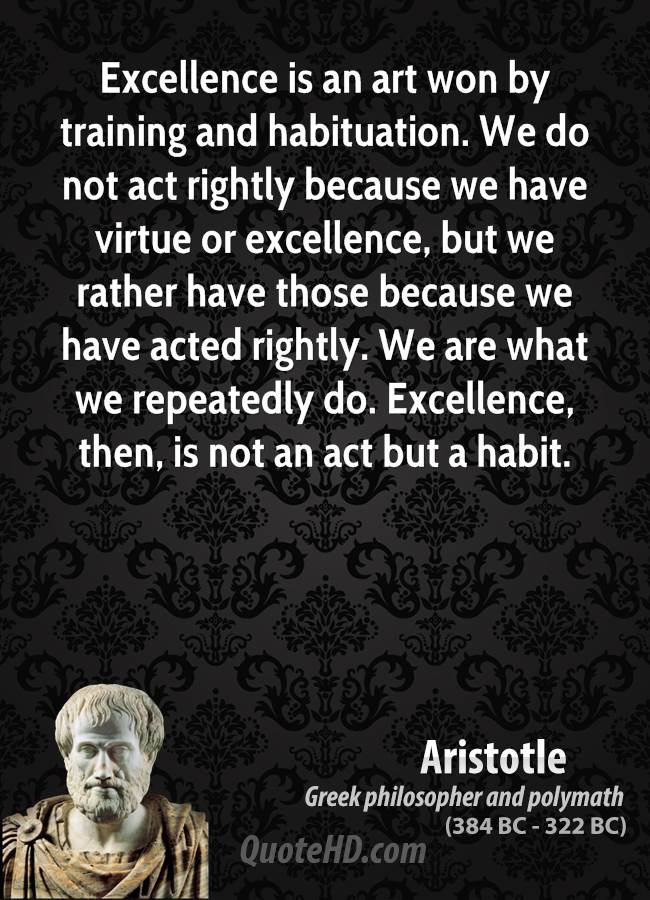 Excellence is an art won by
training and habituation. We do
not act rightly because we have
virtue or excellence, but we
rather have those because we
have acted rightly. We are what
we repeatedly do. Excellence,
then, is not an act but a habit.
Aristotle
Greek philosopher and polymath
(384 BC - 322 BC)
QuoteHD.com